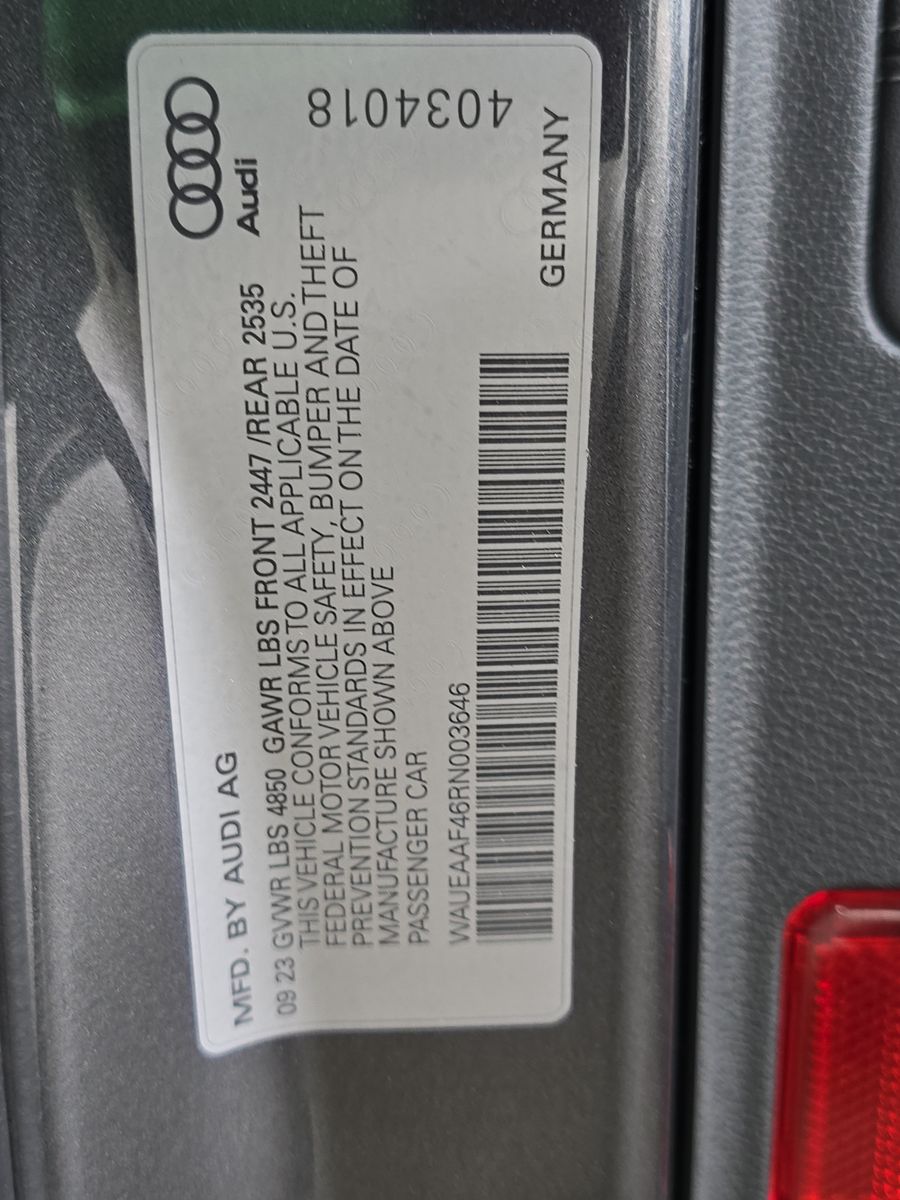 Audi
MFD. BY AUDI AG
09 23 GVWR LBS 4850 GAWR LBS FRONT 2447 /REAR 2535
THIS VEHICLE CONFORMS TO ALL APPLICABLE U.S.
FEDERAL MOTOR VEHICLE SAFETY, BUMPER AND THEFT
PREVENTION STANDARDS IN EFFECT ON THE DATE OF
MANUFACTURE SHOWN ABOVE
PASSENGER CAR
WAUEAAF46RN003646
GERMANY
4034018